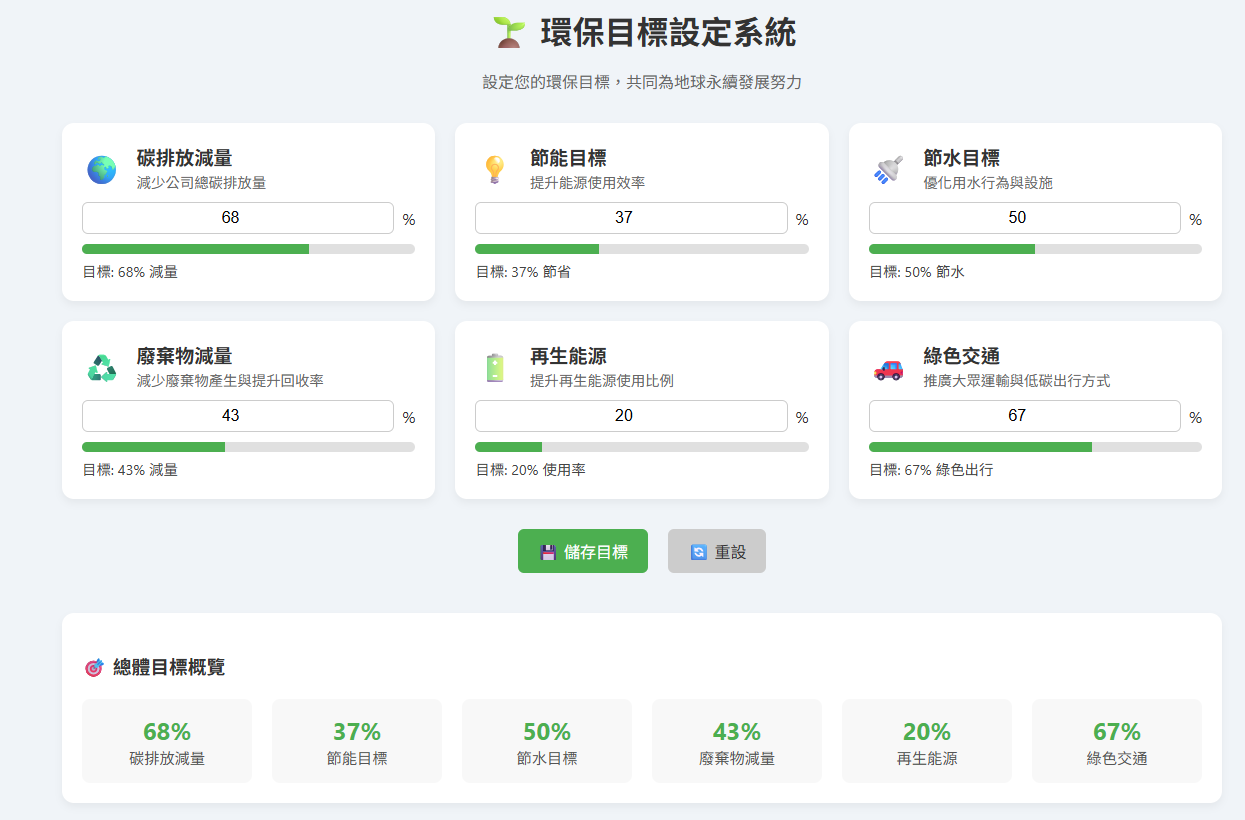 環保目標設定系統
設定您的環保目標，共同為地球永續發展努力
碳排放減量
減少公司總碳排放量
68 %
目標: 68% 減量
節能目標
提升能源使用效率
37 %
目標: 37% 節省
節水目標
優化用水行為與設施
50 %
目標: 50% 節水
廢棄物減量
減少廢棄物產生與提升回收率
43 %
目標: 43% 減量
再生能源
提升再生能源使用比例
20 %
目標: 20% 使用率
綠色交通
推廣大眾運輸與低碳出行方式
67 %
目標: 67% 綠色出行
儲存目標
重設
總體目標概覽
68%
碳排放減量
37%
節能目標
50%
節水目標
43%
廢棄物減量
20%
再生能源
67%
綠色交通